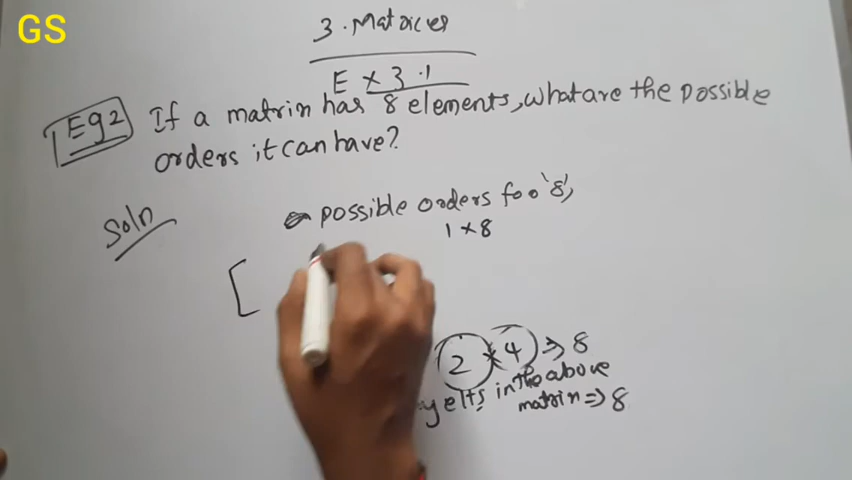 GS
3. Matrices
Ex 3.1
Eg2 If a matrix has 8 elements, what are the possible
orders it can have?
Soln
possible orders for '8',
1 × 8
[
2 × 4 ⇒ 8
elts in the above
matrix ⇒ 8